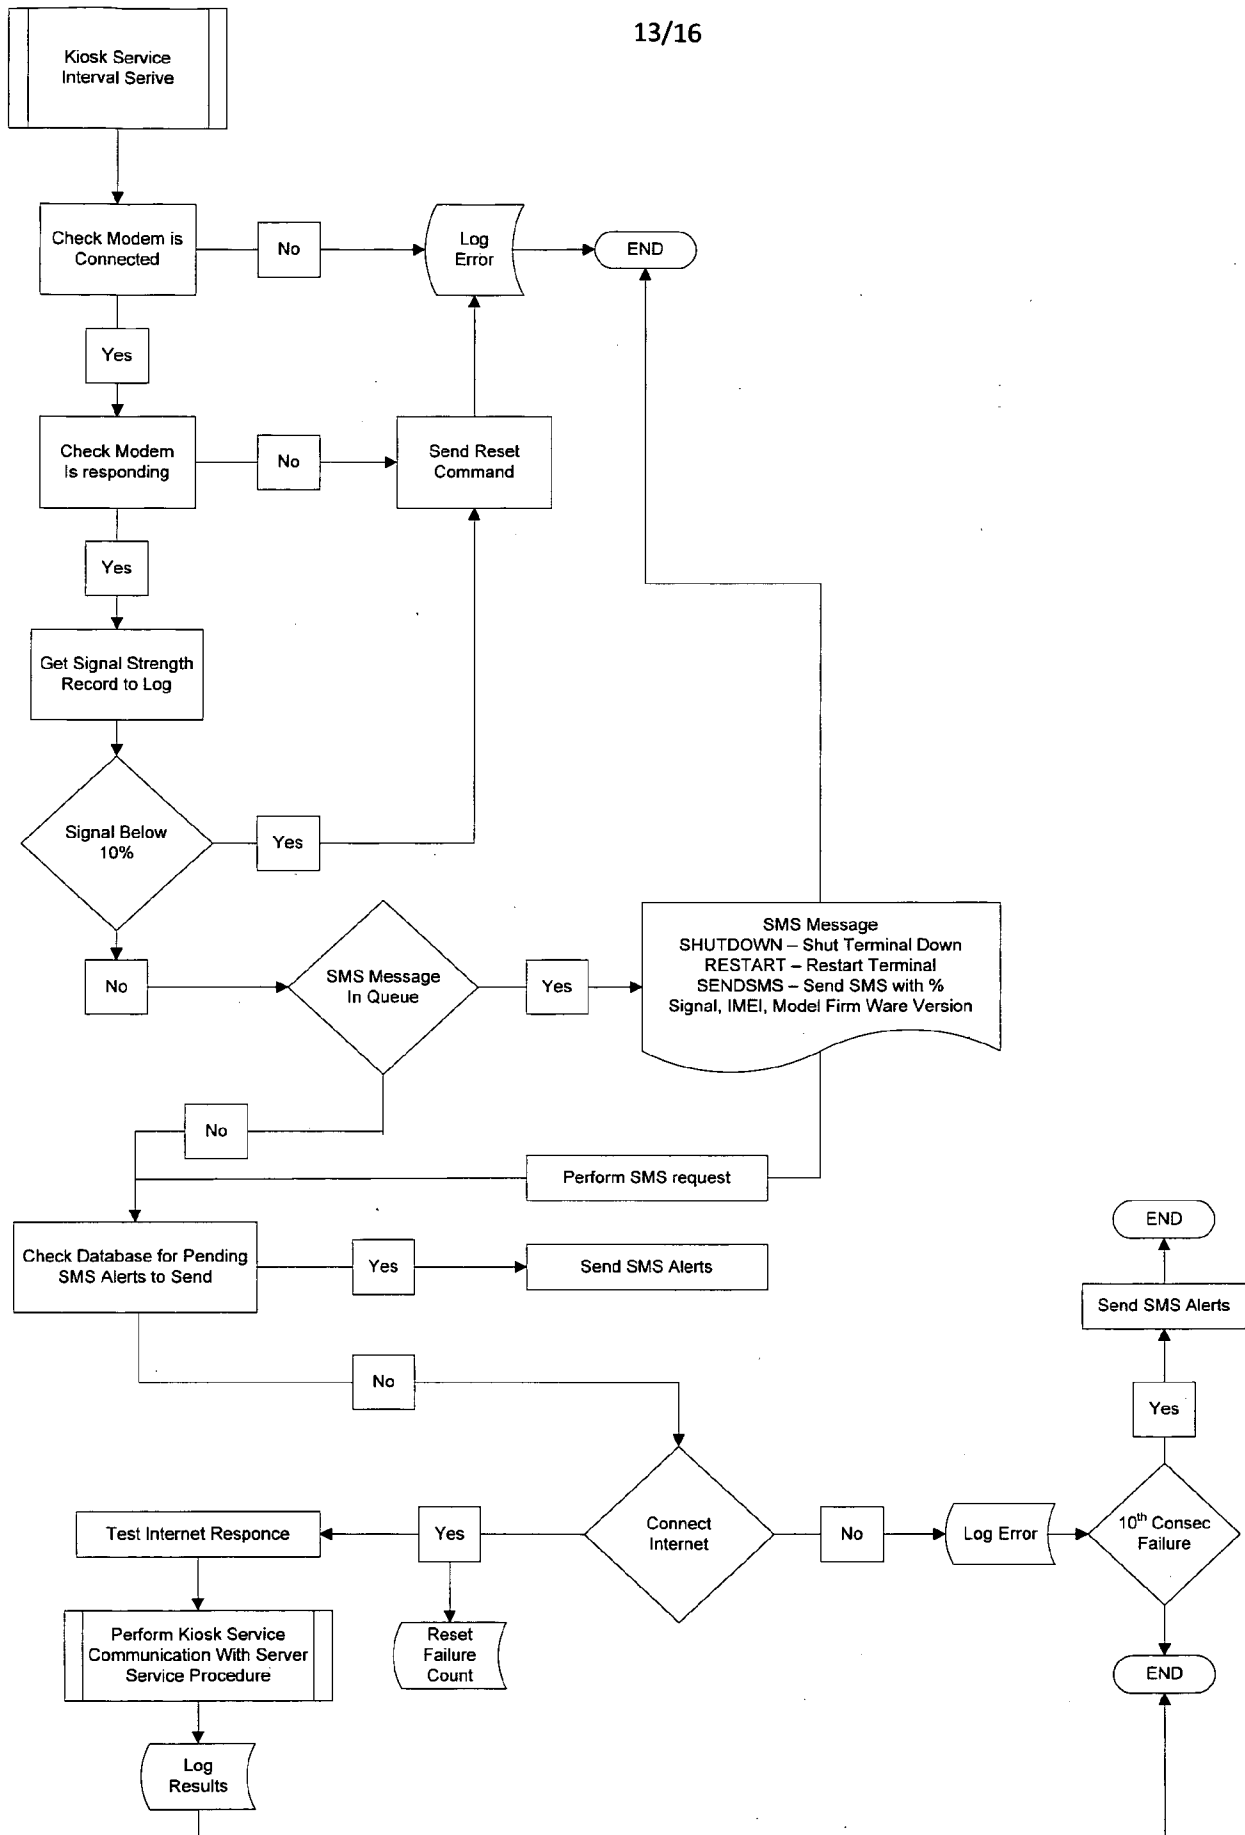 13/16
Kiosk Service
Interval Serive
Check Modem is
Connected
No
Log
Error
END
Yes
Check Modem
Is responding
No
Send Reset
Command
Yes
Get Signal Strength
Record to Log
Signal Below
10%
Yes
No
SMS Message
In Queue
Yes
SMS Message
SHUTDOWN – Shut Terminal Down
RESTART – Restart Terminal
SENDSMS – Send SMS with %
Signal, IMEI, Model Firm Ware Version
No
Perform SMS request
Check Database for Pending
SMS Alerts to Send
Yes
Send SMS Alerts
END
Send SMS Alerts
No
Yes
Test Internet Responce
Yes
Connect
Internet
No
Log Error
10th Consec
Failure
Perform Kiosk Service
Communication With Server
Service Procedure
Reset
Failure
Count
END
Log
Results